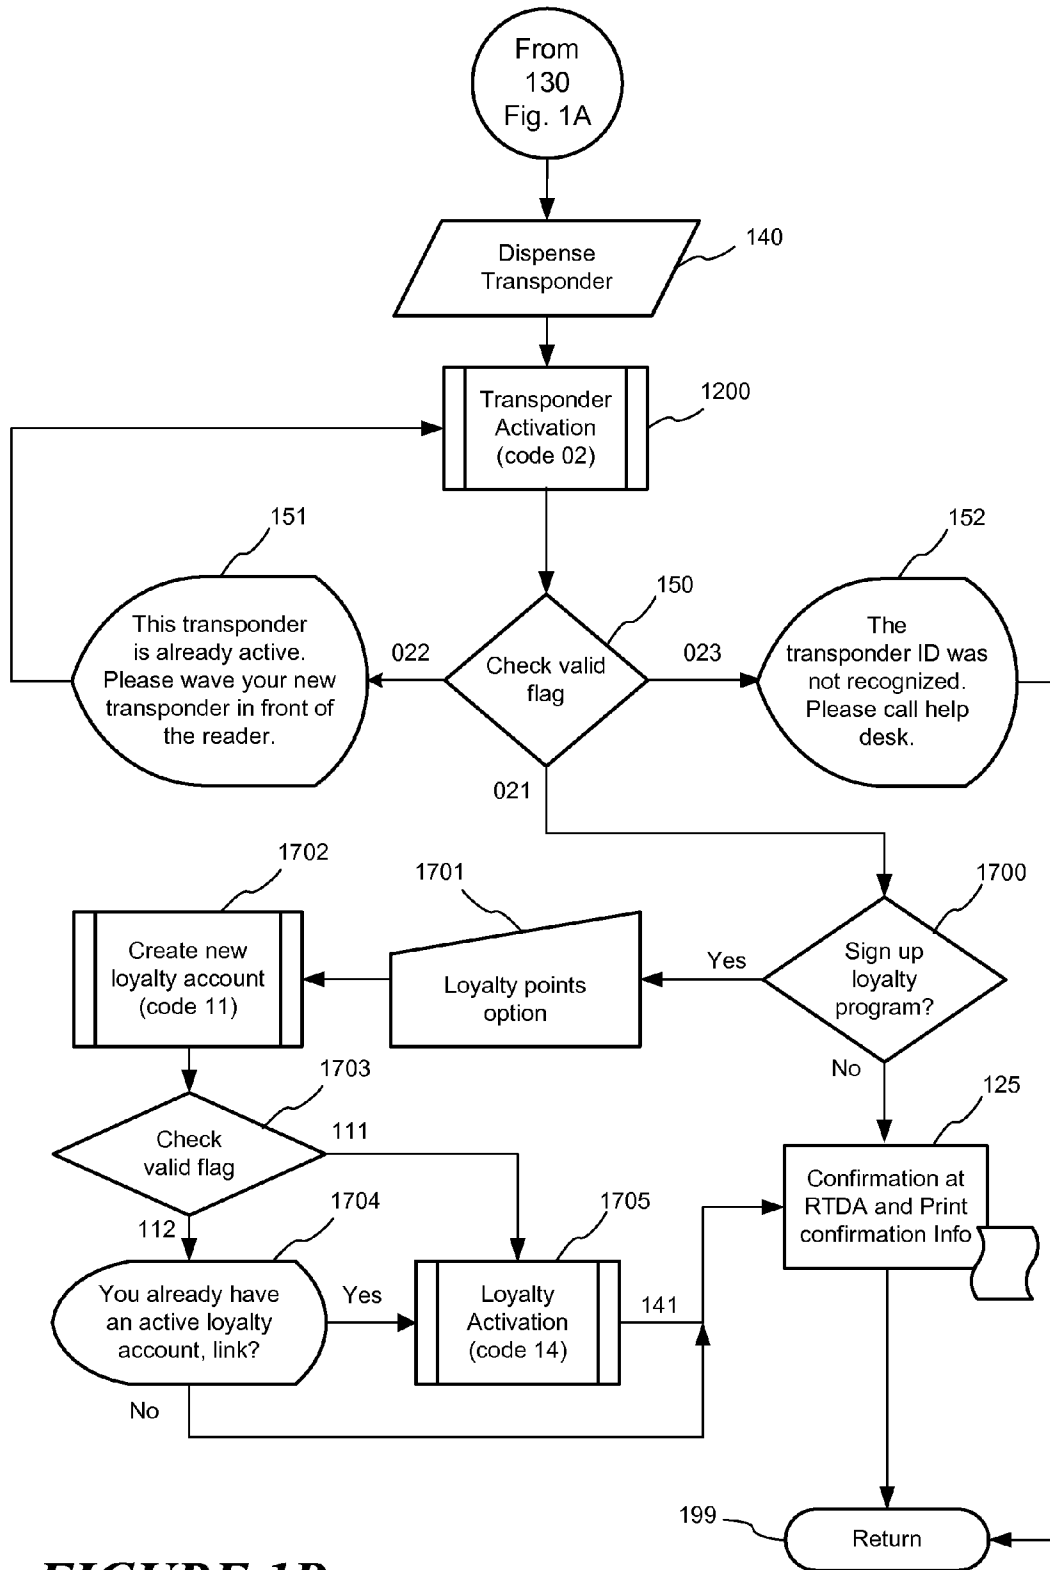 From
130
Fig. 1A
Dispense
Transponder
140
Transponder
Activation
(code 02)
1200
151
This transponder
is already active.
Please wave your new
transponder in front of
the reader.
022
150
Check valid
flag
023
152
The
transponder ID was
not recognized.
Please call help
desk.
021
1702
Create new
loyalty account
(code 11)
1701
Loyalty points
option
Yes
1700
Sign up
loyalty
program?
No
1703
Check
valid flag
111
112
125
Confirmation at
RTDA and Print
confirmation Info
1704
You already have
an active loyalty
account, link?
Yes
No
1705
Loyalty
Activation
(code 14)
141
199
Return
FIGURE 1B